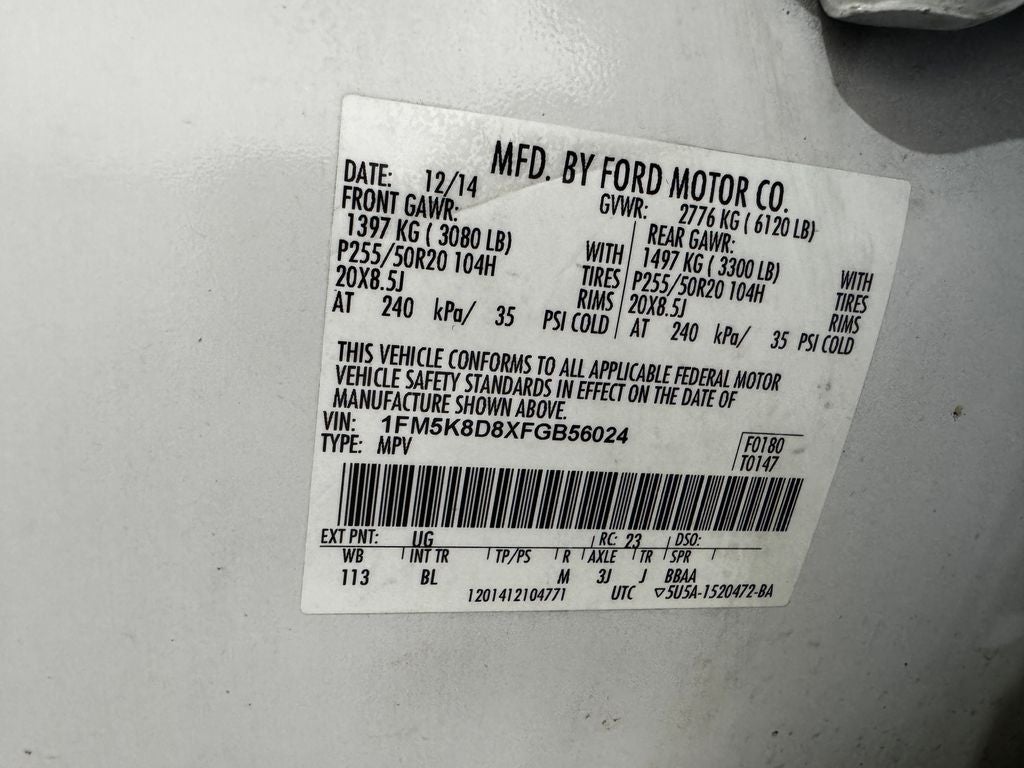 MFD. BY FORD MOTOR CO.
DATE: 12/14 GVWR: 2776 KG ( 6120 LB)
FRONT GAWR: REAR GAWR:
1397 KG ( 3080 LB) WITH 1497 KG ( 3300 LB) WITH
P255/50R20 104H TIRES P255/50R20 104H TIRES
20X8.5J RIMS 20X8.5J RIMS
AT 240 kPa/ 35 PSI COLD AT 240 kPa/ 35 PSI COLD
THIS VEHICLE CONFORMS TO ALL APPLICABLE FEDERAL MOTOR
VEHICLE SAFETY STANDARDS IN EFFECT ON THE DATE OF
MANUFACTURE SHOWN ABOVE.
VIN: 1FM5K8D8XFGB56024
TYPE: MPV
F0180
T0147
EXT PNT: UG RC: 23 DSO:
WB INT TR TP/PS R AXLE TR SPR
113 BL M 3J J BBAA
1201412104771 UTC ▽5U5A-1520472-BA